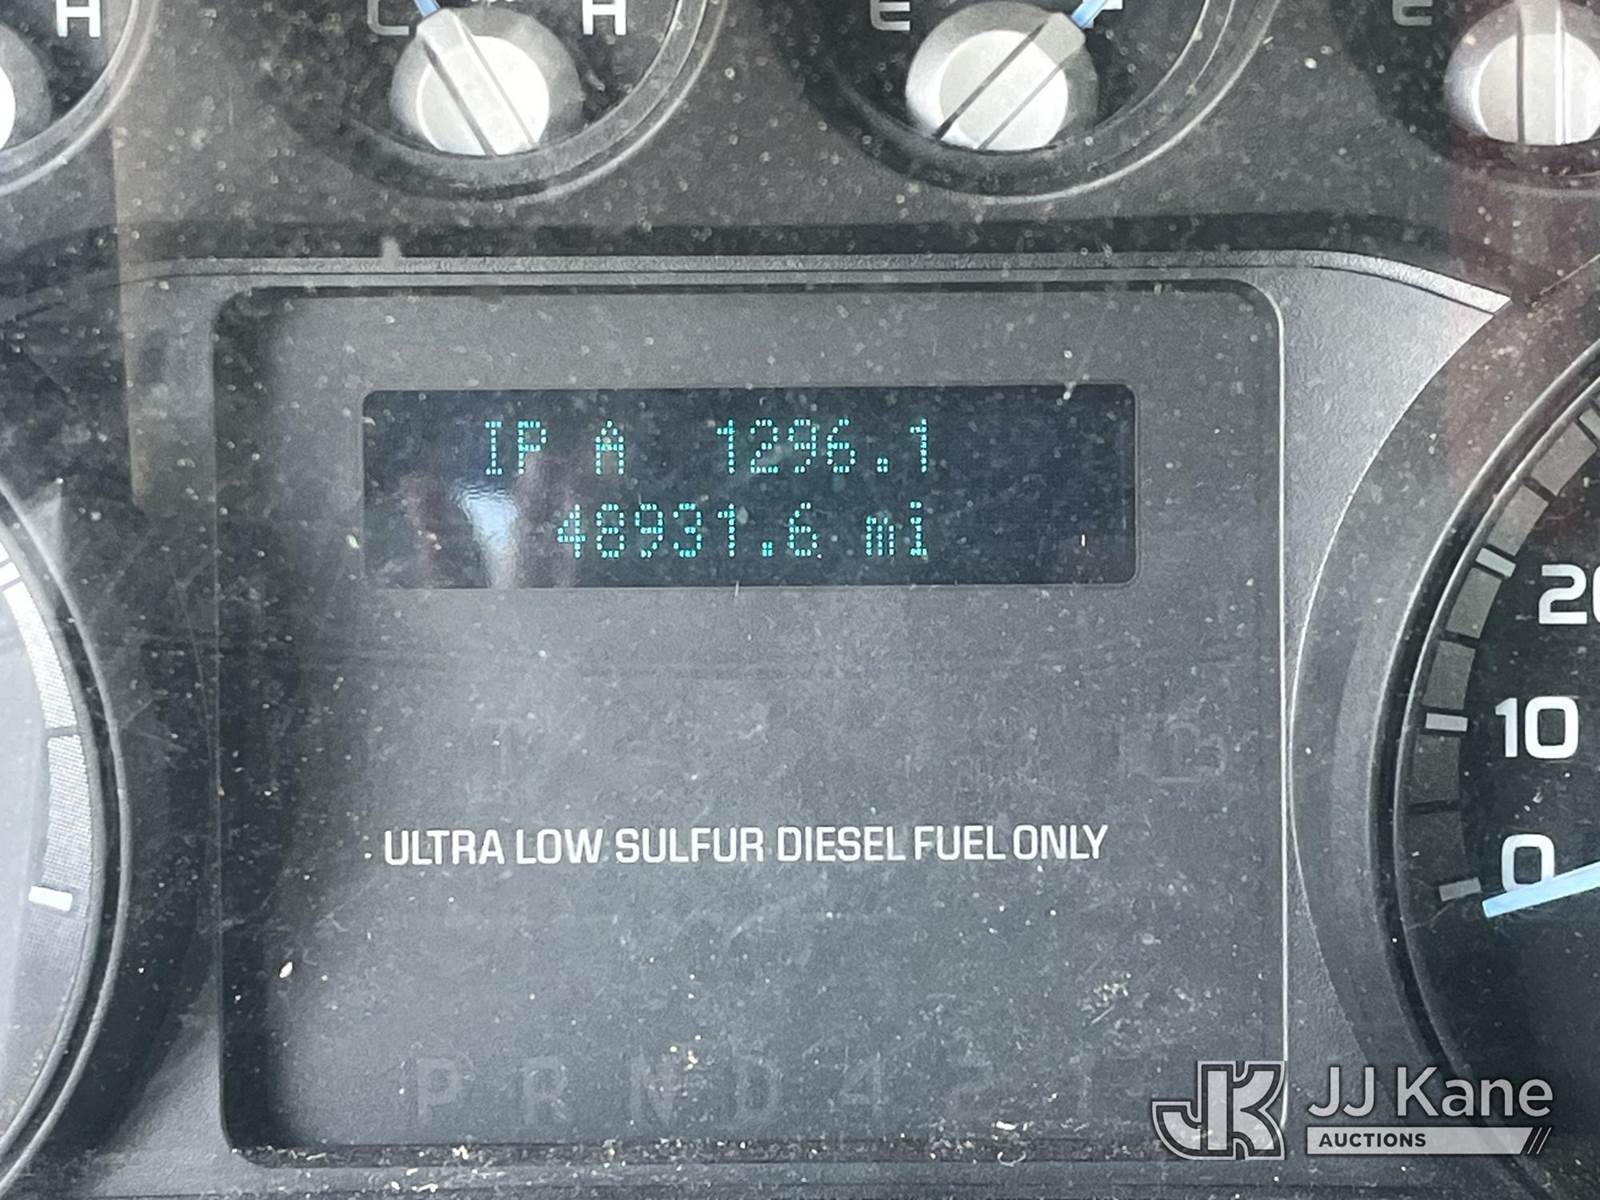 H C H E F E
IP A 1296.1
48931.6 mi
20
10
0
ULTRA LOW SULFUR DIESEL FUEL ONLY
P R N D 4 2 1
JK JJ Kane
AUCTIONS